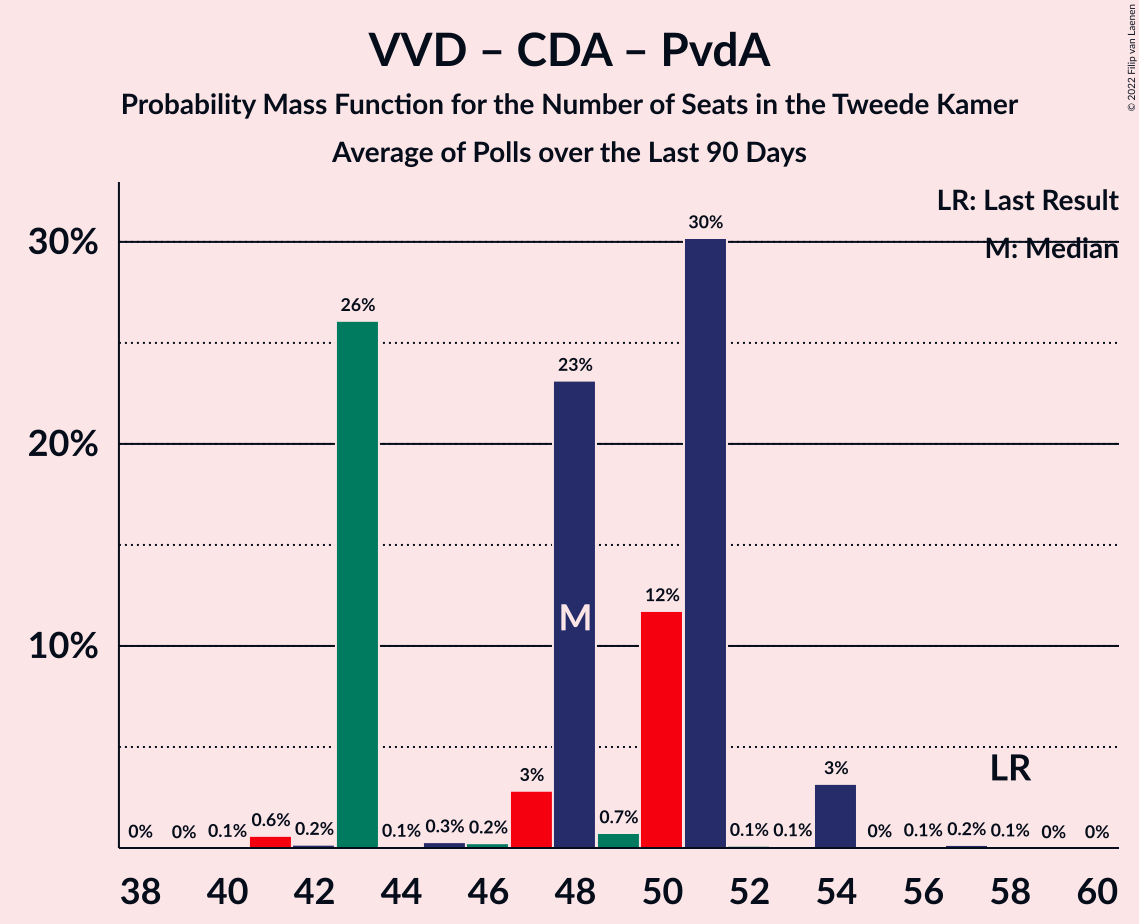 VVD – CDA – PvdA
Probability Mass Function for the Number of Seats in the Tweede Kamer
Average of Polls over the Last 90 Days
© 2022 Filip van Laenen
LR: Last Result
M: Median
30%
20%
10%
0% 0% 0.1% 0.6% 0.2% 26% 0.1% 0.3% 0.2% 3% 23% 0.7% 12% 30% 0.1% 0.1% 3% 0% 0.1% 0.2% 0.1% 0% 0%
M
LR
38 40 42 44 46 48 50 52 54 56 58 60